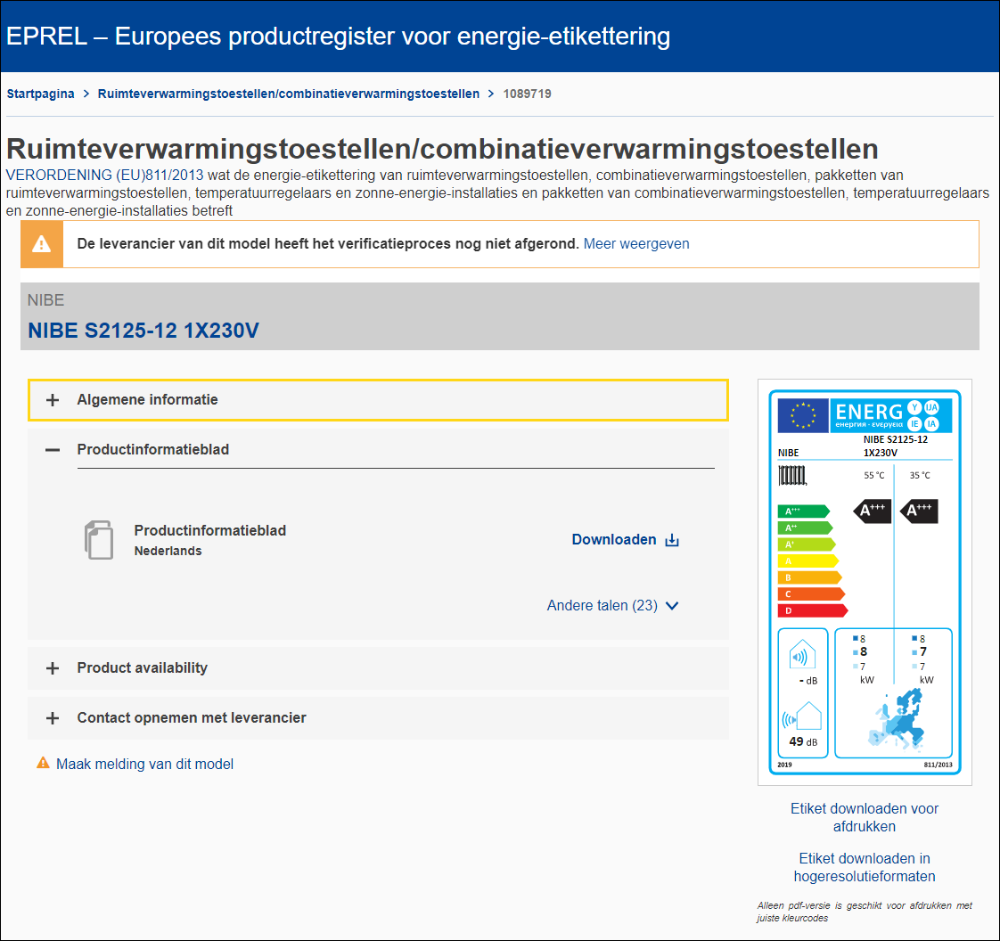 EPREL – Europees productregister voor energie-etikettering
Startpagina > Ruimteverwarmingstoestellen/combinatieverwarmingstoestellen > 1089719
Ruimteverwarmingstoestellen/combinatieverwarmingstoestellen
VERORDENING (EU)811/2013 wat de energie-etikettering van ruimteverwarmingstoestellen, combinatieverwarmingstoestellen, pakketten van
ruimteverwarmingstoestellen, temperatuurregelaars en zonne-energie-installaties en pakketten van combinatieverwarmingstoestellen, temperatuurregelaars
en zonne-energie-installaties betreft
De leverancier van dit model heeft het verificatieproces nog niet afgerond. Meer weergeven
NIBE
NIBE S2125-12 1X230V
Algemene informatie
Productinformatieblad
Productinformatieblad
Nederlands
Downloaden
Andere talen (23)
Product availability
Contact opnemen met leverancier
Maak melding van dit model
ENERG Y IJA
енергия · ενεργεια IE IA
NIBE S2125-12
NIBE 1X230V
55 °C 35 °C
A+++ A+++ A+++
A++
A+
A
B
C
D
8 8
8 7
7 7
kW kW
- dB
49 dB
2019 811/2013
Etiket downloaden voor
afdrukken
Etiket downloaden in
hogeresolutieformaten
Alleen pdf-versie is geschikt voor afdrukken met
juiste kleurcodes